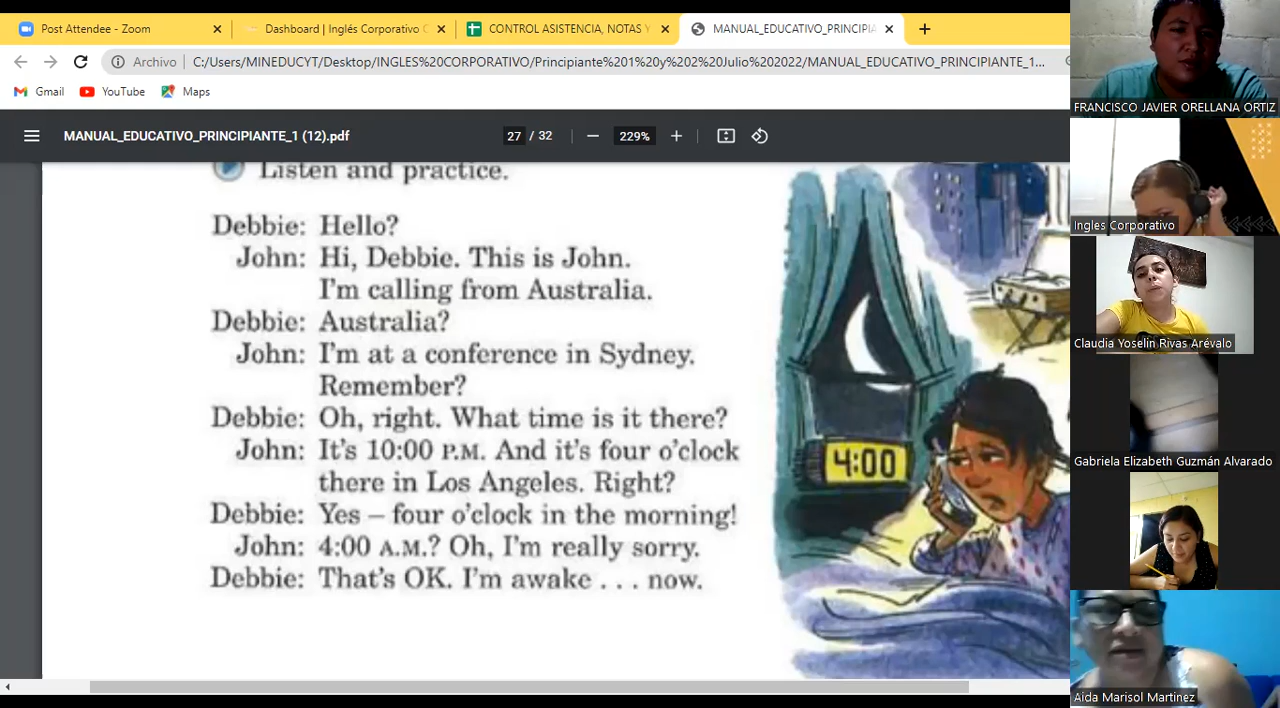 Post Attendee - Zoom
Dashboard | Inglés Corporativo
CONTROL ASISTENCIA, NOTAS Y
MANUAL_EDUCATIVO_PRINCIPIA
Archivo
C:/Users/MINEDUCYT/Desktop/INGLES%20CORPORATIVO/Principiante%201%20y%202%20Julio%202022/MANUAL_EDUCATIVO_PRINCIPIANTE_1...
Gmail
YouTube
Maps
MANUAL_EDUCATIVO_PRINCIPIANTE_1 (12).pdf
27 / 32
229%
Listen and practice.
Debbie: Hello?
John: Hi, Debbie. This is John.
I'm calling from Australia.
Debbie: Australia?
John: I'm at a conference in Sydney.
Remember?
Debbie: Oh, right. What time is it there?
John: It's 10:00 P.M. And it's four o'clock
there in Los Angeles. Right?
Debbie: Yes – four o'clock in the morning!
John: 4:00 A.M.? Oh, I'm really sorry.
Debbie: That's OK. I'm awake . . . now.
4:00
FRANCISCO JAVIER ORELLANA ORTIZ
Ingles Corporativo
Claudia Yoselin Rivas Arévalo
Gabriela Elizabeth Guzmán Alvarado
Aída Marisol Martínez